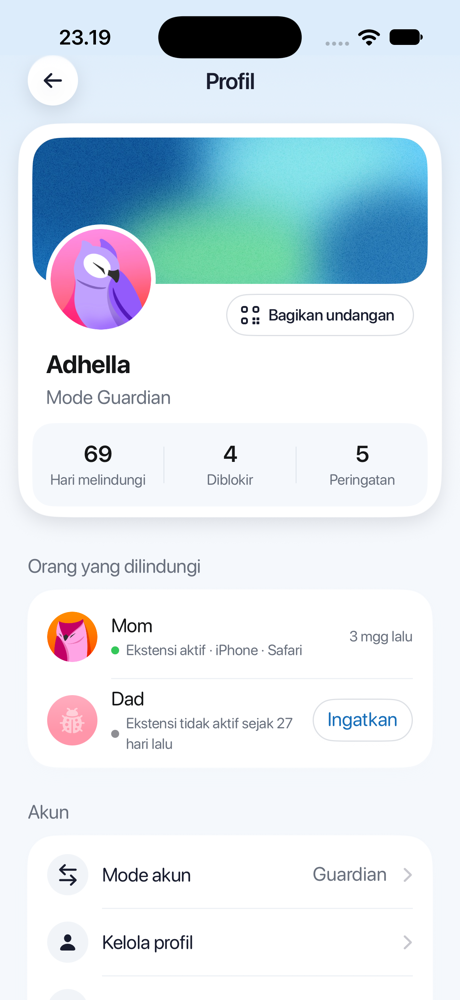 23.19
Profil
Bagikan undangan
Adhella
Mode Guardian
69
Hari melindungi
4
Diblokir
5
Peringatan
Orang yang dilindungi
Mom
Ekstensi aktif · iPhone · Safari
3 mgg lalu
Dad
Ekstensi tidak aktif sejak 27
hari lalu
Ingatkan
Akun
Mode akun
Guardian
Kelola profil